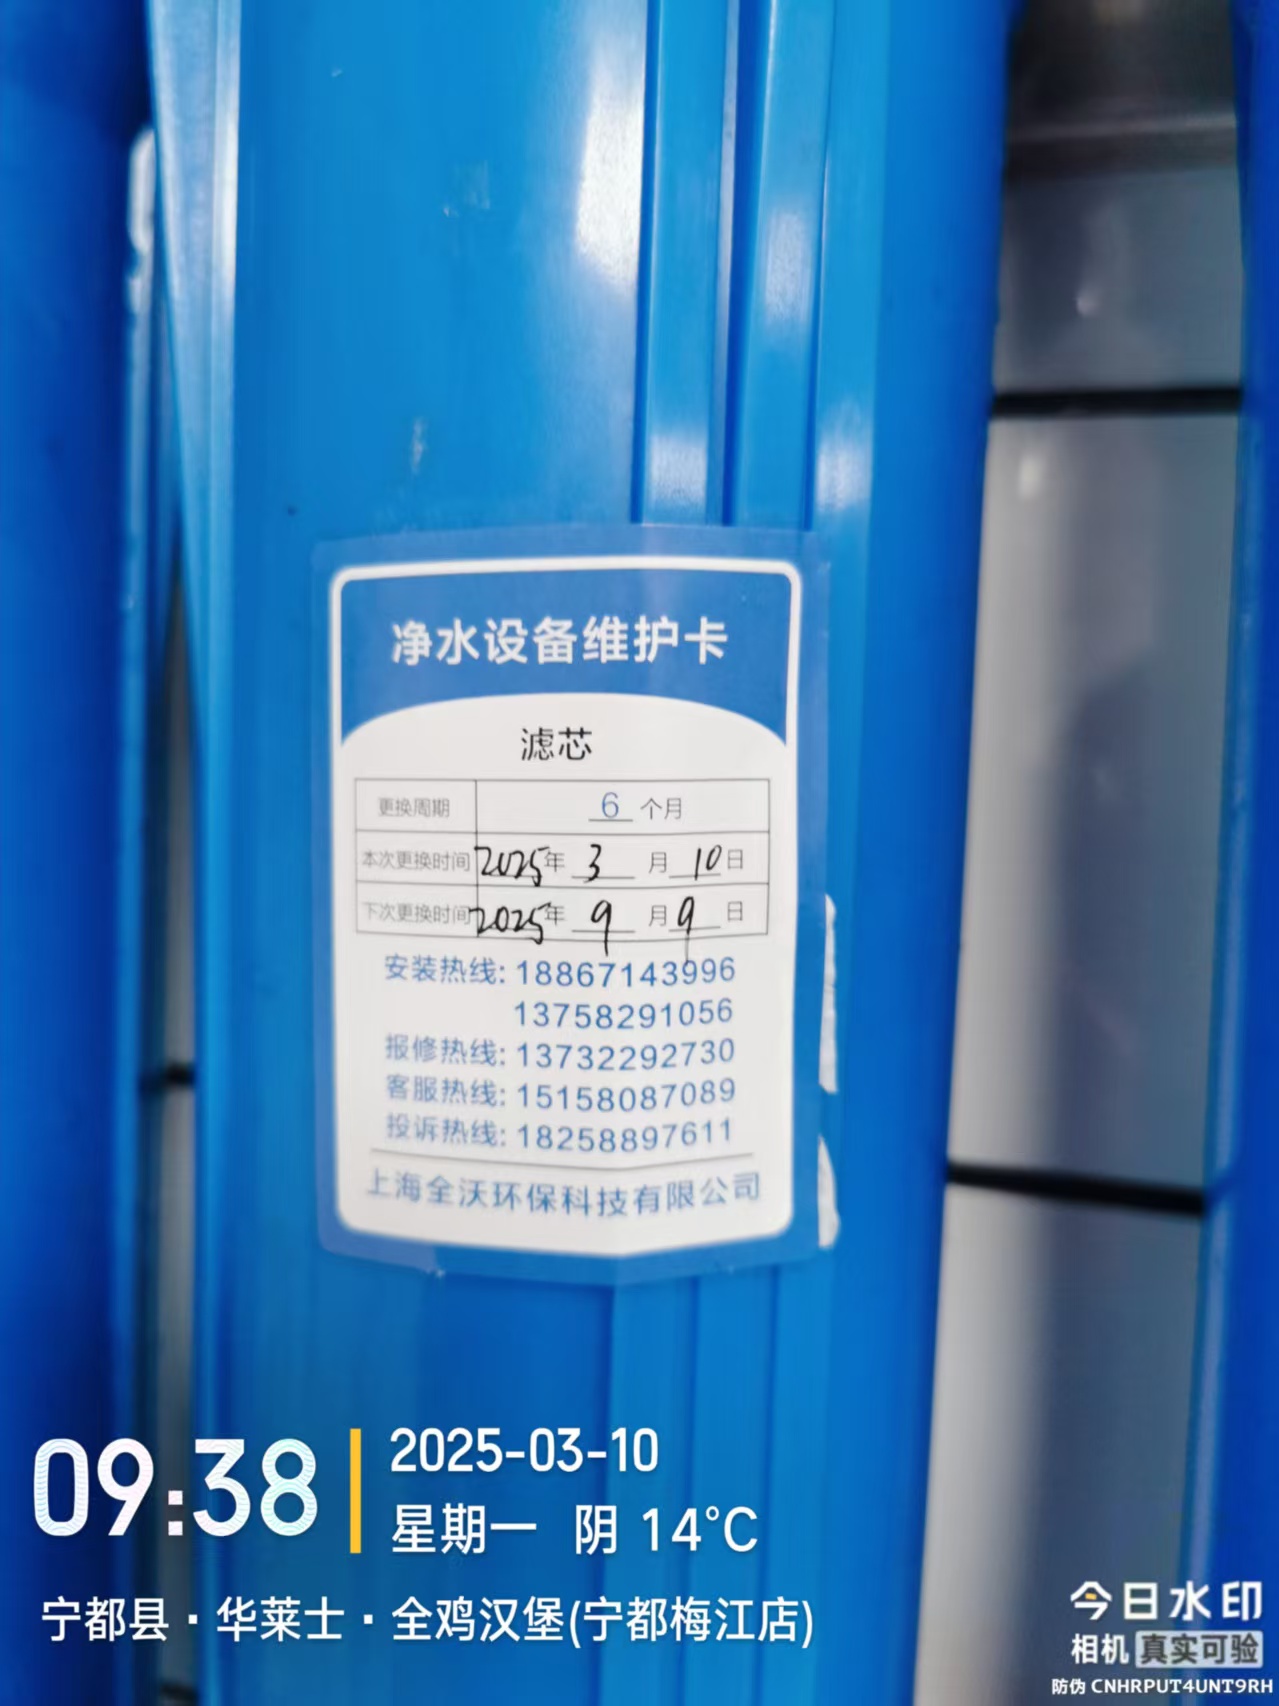 净水设备维护卡
滤芯
更换周期 6 个月
本次更换时间 2025年 3 月 10 日
下次更换时间 2025年 9 月 9 日
安装热线: 18867143996
13758291056
报修热线: 13732292730
客服热线: 15158087089
投诉热线: 18258897611
上海全沃环保科技有限公司
09:38
2025-03-10
星期一 阴 14°C
宁都县·华莱士·全鸡汉堡(宁都梅江店)
今日水印
相机 真实可验
防伪 CNHRPUT4UNT9RH